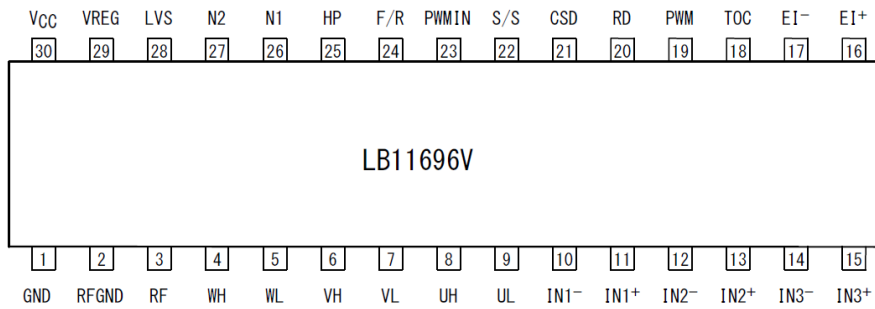 VCC VREG LVS N2 N1 HP F/R PWMIN S/S CSD RD PWM TOC EI- EI+
30 29 28 27 26 25 24 23 22 21 20 19 18 17 16
LB11696V
1 2 3 4 5 6 7 8 9 10 11 12 13 14 15
GND RFGND RF WH WL VH VL UH UL IN1- IN1+ IN2- IN2+ IN3- IN3+